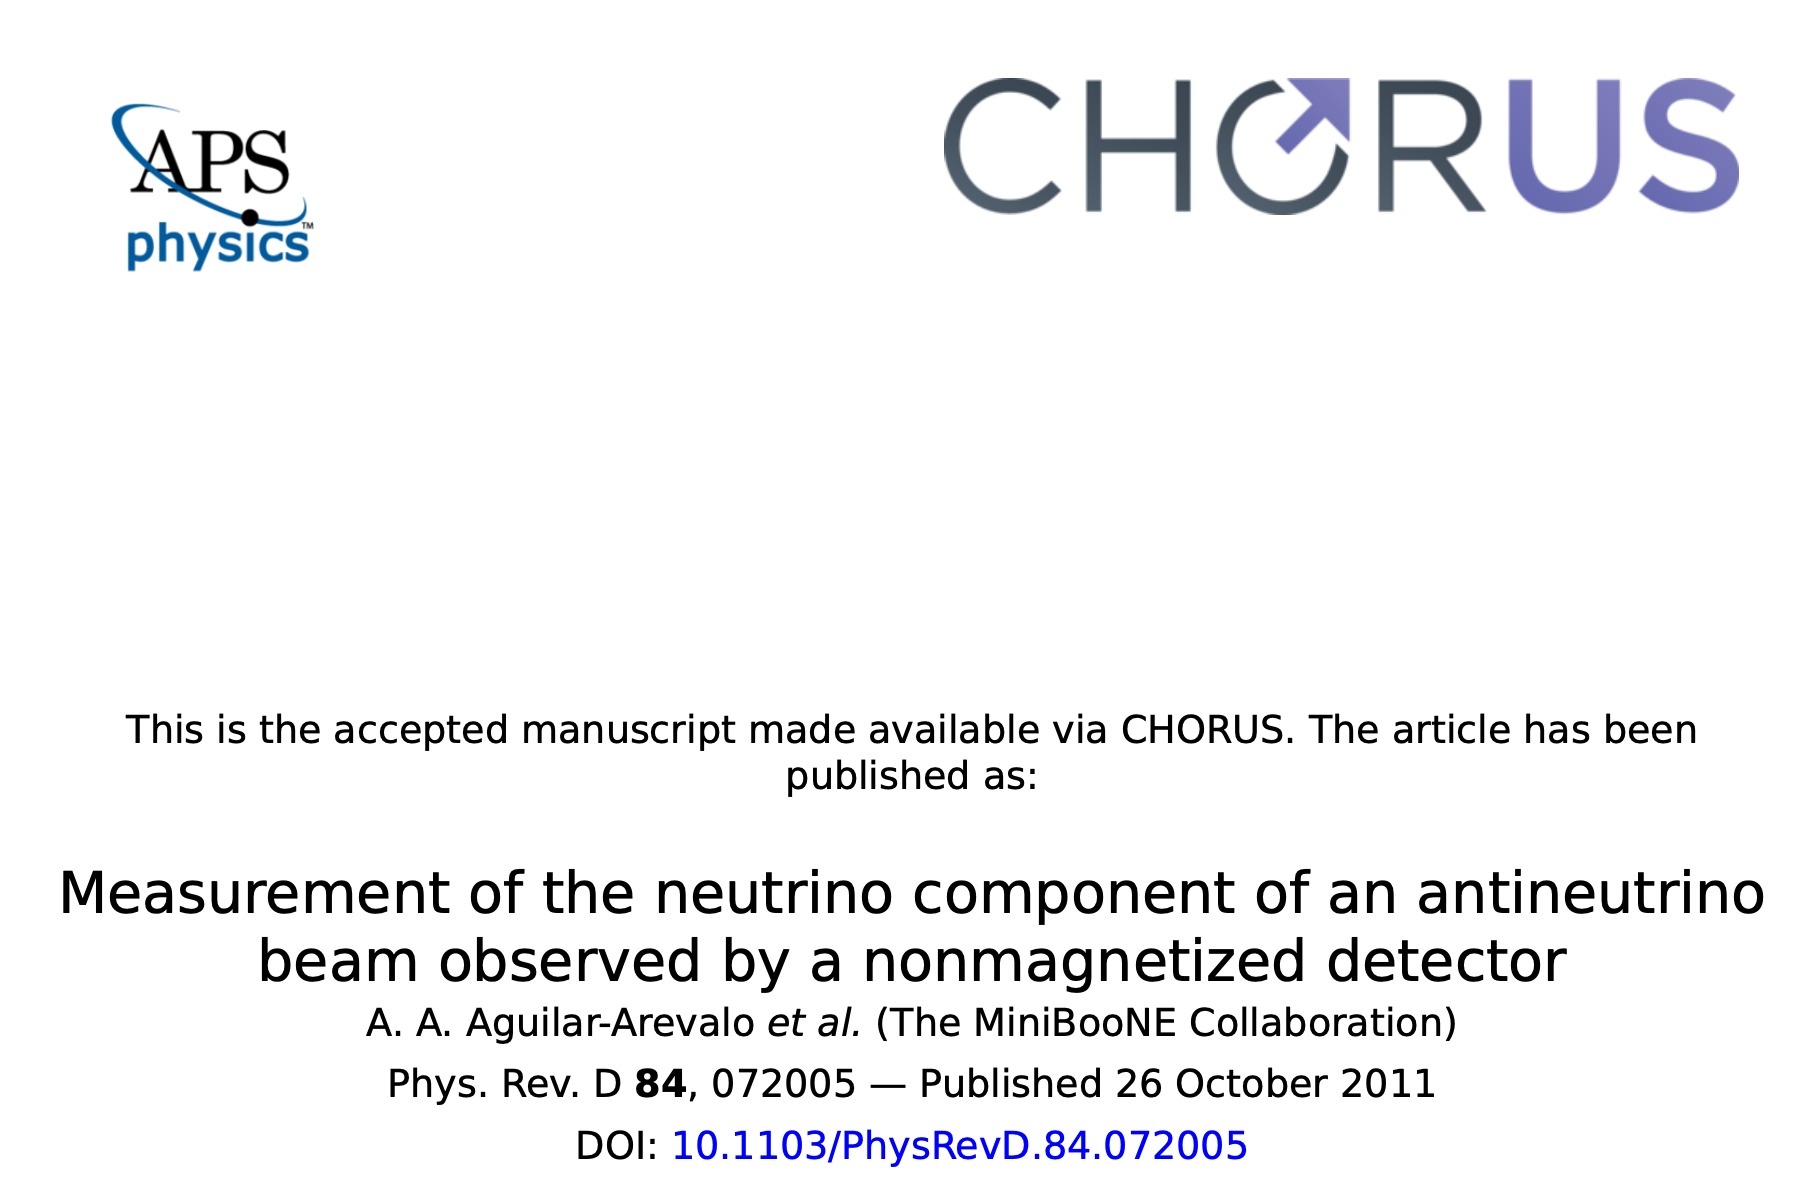 APS
physics™
CHORUS
This is the accepted manuscript made available via CHORUS. The article has been
published as:
Measurement of the neutrino component of an antineutrino
beam observed by a nonmagnetized detector
A. A. Aguilar-Arevalo et al. (The MiniBooNE Collaboration)
Phys. Rev. D 84, 072005 — Published 26 October 2011
DOI: 10.1103/PhysRevD.84.072005